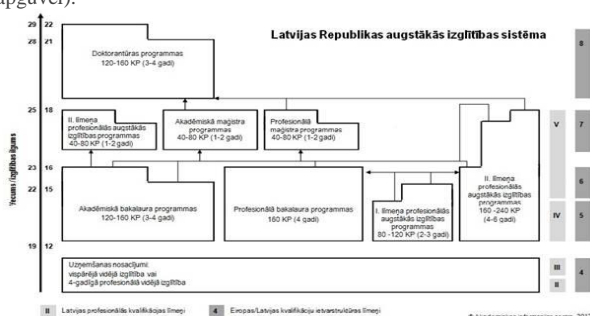 apguvei).
Latvijas Republikas augstākās izglītības sistēma
29 22
28 21
Doktorantūras programmas
120-160 KP (3-4 gadi)
8
25 18
II. līmeņa
profesionālās augstākās
izglītības programmas
40-80 KP (1-2 gadi)
Akadēmiskā maģistra
programmas
40-80 KP (1-2 gadi)
Profesionālā
maģistra programmas
40-80 KP (1-2 gadi)
V
7
23 16
22 15
Akadēmiskā bakalaura programmas
120-160 KP (3-4 gadi)
Profesionālā bakalaura programmas
160 KP (4 gadi)
I. līmeņa profesionālās
augstākās izglītības
programmas
80 -120 KP (2-3 gadi)
II. līmeņa
profesionālās
augstākās izglītības
programmas
160 -240 KP
(4-6 gadi)
6
IV
5
19 12
Vecums / izglītības ilgums
Uzņemšanas nosacījumi:
vispārējā vidējā izglītība vai
4-gadīgā profesionālā vidējā izglītība
III
II
4
II Latvijas profesionālās kvalifikācijas līmeņi
4 Eiropas/Latvijas kvalifikāciju ietvarstruktūras līmeņi